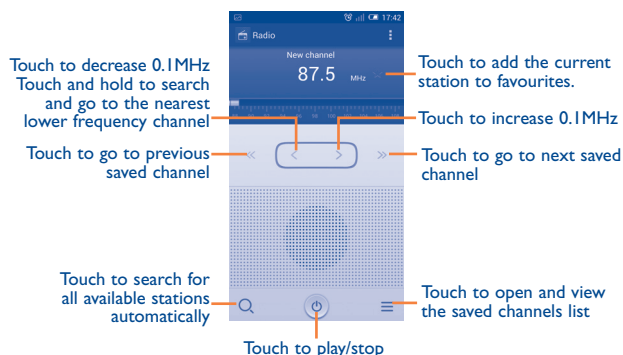 17:42
Radio
New channel
87.5 MHz
Touch to decrease 0.1MHz
Touch and hold to search
and go to the nearest
lower frequency channel
Touch to add the current
station to favourites.
Touch to increase 0.1MHz
Touch to go to previous
saved channel
Touch to go to next saved
channel
Touch to search for
all available stations
automatically
Touch to open and view
the saved channels list
Touch to play/stop